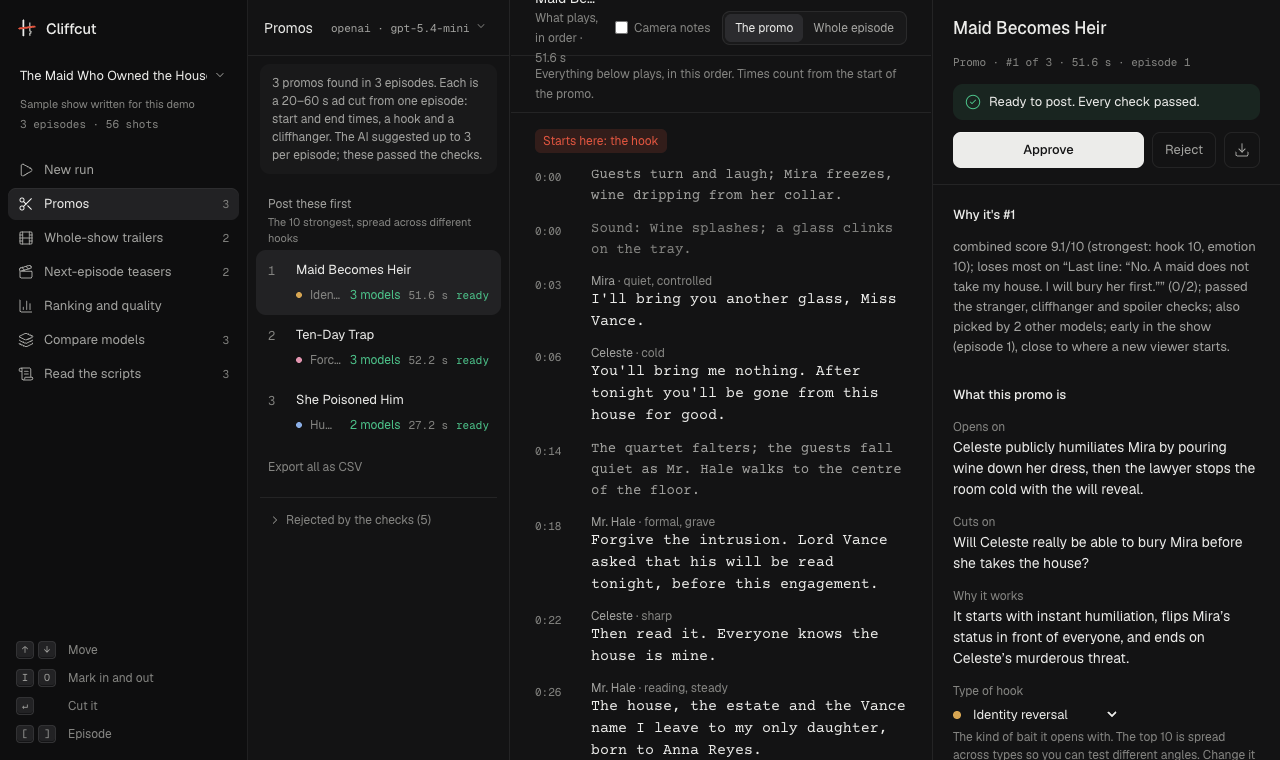 Cliffcut
The Maid Who Owned the Hous
Sample show written for this demo
3 episodes · 56 shots
New run
Promos 3
Whole-show trailers 2
Next-episode teasers 2
Ranking and quality
Compare models 3
Read the scripts 3
↑ ↓ Move
I O Mark in and out
↵ Cut it
[ ] Episode
Promos openai · gpt-5.4-mini
3 promos found in 3 episodes. Each is
a 20–60 s ad cut from one episode:
start and end times, a hook and a
cliffhanger. The AI suggested up to 3
per episode; these passed the checks.
Post these first
The 10 strongest, spread across different
hooks
1 Maid Becomes Heir
Iden… 3 models 51.6 s ready
2 Ten-Day Trap
Forc… 3 models 52.2 s ready
3 She Poisoned Him
Hu… 2 models 27.2 s ready
Export all as CSV
Rejected by the checks (5)
Maid Be…
What plays,
in order ·
51.6 s
Camera notes
The promo
Whole episode
Everything below plays, in this order. Times count from the start of
the promo.
Starts here: the hook
0:00 Guests turn and laugh; Mira freezes,
wine dripping from her collar.
0:00 Sound: Wine splashes; a glass clinks
on the tray.
0:03 Mira · quiet, controlled
I'll bring you another glass, Miss
Vance.
0:06 Celeste · cold
You'll bring me nothing. After
tonight you'll be gone from this
house for good.
0:14 The quartet falters; the guests fall
quiet as Mr. Hale walks to the centre
of the floor.
0:18 Mr. Hale · formal, grave
Forgive the intrusion. Lord Vance
asked that his will be read
tonight, before this engagement.
0:22 Celeste · sharp
Then read it. Everyone knows the
house is mine.
0:26 Mr. Hale · reading, steady
The house, the estate and the Vance
name I leave to my only daughter,
born to Anna Reyes.
Maid Becomes Heir
Promo · #1 of 3 · 51.6 s · episode 1
Ready to post. Every check passed.
Approve
Reject
Why it's #1
combined score 9.1/10 (strongest: hook 10, emotion
10); loses most on “Last line: “No. A maid does not
take my house. I will bury her first.”” (0/2); passed
the stranger, cliffhanger and spoiler checks; also
picked by 2 other models; early in the show
(episode 1), close to where a new viewer starts.
What this promo is
Opens on
Celeste publicly humiliates Mira by pouring
wine down her dress, then the lawyer stops the
room cold with the will reveal.
Cuts on
Will Celeste really be able to bury Mira before
she takes the house?
Why it works
It starts with instant humiliation, flips Mira’s
status in front of everyone, and ends on
Celeste’s murderous threat.
Type of hook
Identity reversal
The kind of bait it opens with. The top 10 is spread
across types so you can test different angles. Change it